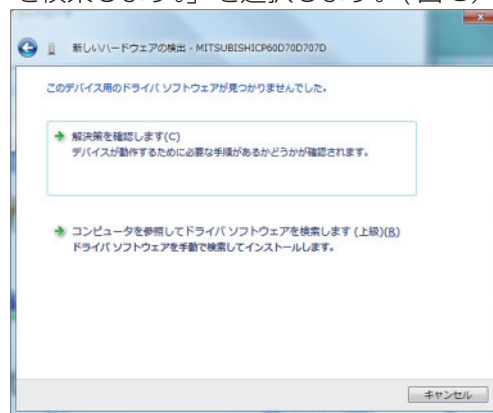 を検索します。」を選択します。(図
新しいハードウェアの検出 - MITSUBISHICP60D70D707D
このデバイス用のドライバ ソフトウェアが見つかりませんでした。
解決策を確認します(C)
デバイスが動作するために必要な手順があるかどうかが確認されます。
コンピュータを参照してドライバ ソフトウェアを検索します (上級)(R)
ドライバ ソフトウェアを手動で検索してインストールします。
キャンセル